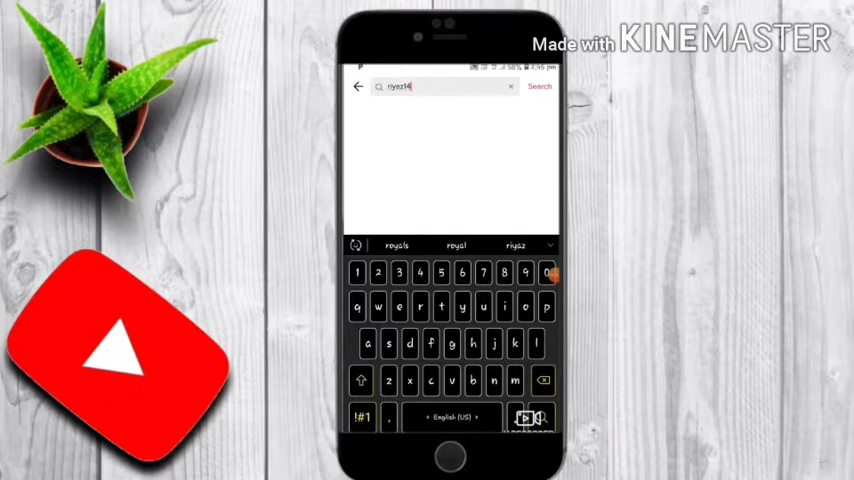 Made with KINEMASTER
58%
riyaz14
Search
royals royal riyaz
1 2 3 4 5 6 7 8 9 0
q w e r t y u i o p
a s d f g h j k l
z x c v b n m
!#1 , English (US)